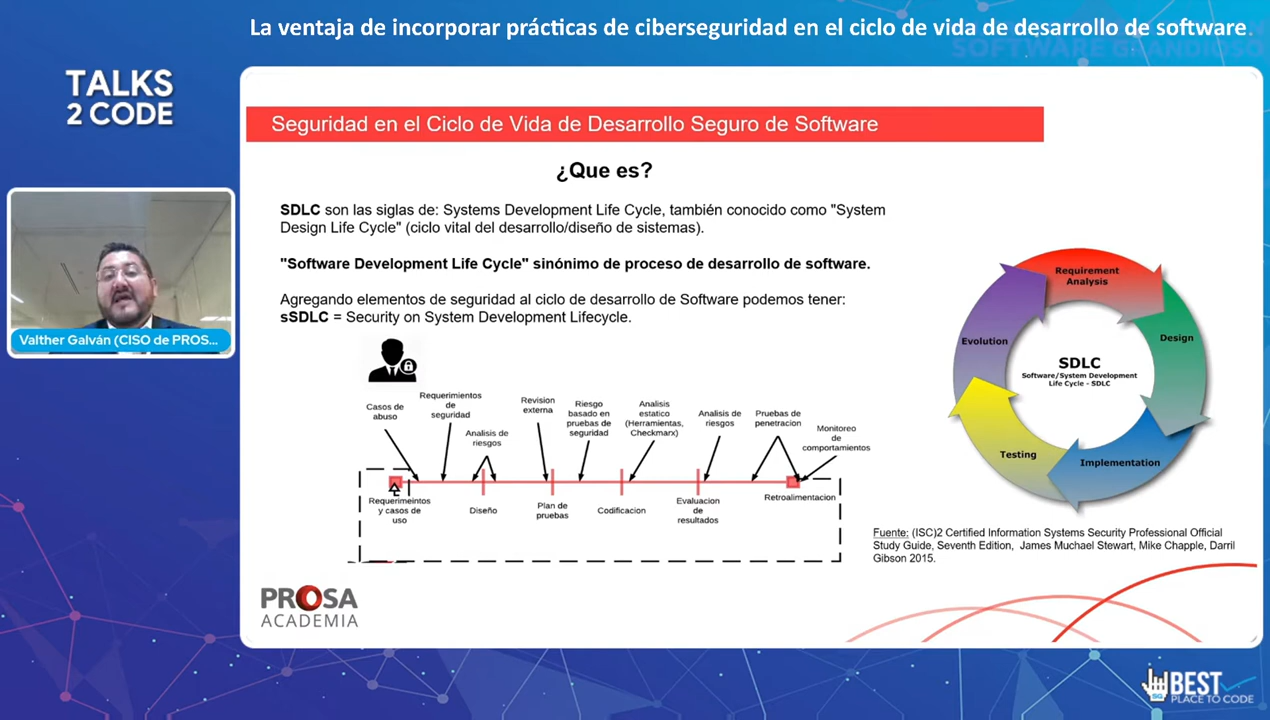 La ventaja de incorporar prácticas de ciberseguridad en el ciclo de vida de desarrollo de software.
TALKS
2 CODE
Seguridad en el Ciclo de Vida de Desarrollo Seguro de Software
¿Que es?
SDLC son las siglas de: Systems Development Life Cycle, también conocido como "System
Design Life Cycle" (ciclo vital del desarrollo/diseño de sistemas).
"Software Development Life Cycle" sinónimo de proceso de desarrollo de software.
Agregando elementos de seguridad al ciclo de desarrollo de Software podemos tener:
sSDLC = Security on System Development Lifecycle.
Valther Galván (CISO de PROS...
Casos de
abuso
Requerimientos
de
seguridad
Analisis de
riesgos
Revision
externa
Riesgo
basado en
pruebas de
seguridad
Analisis
estatico
(Herramientas,
Checkmarx)
Analisis de
riesgos
Pruebas de
penetracion
Monitoreo
de
comportamientos
Requerimeintos
y casos de
uso
Diseño
Plan de
pruebas
Codificacion
Evaluacion
de
resultados
Retroalimentacion
Requirement
Analysis
Design
Implementation
Testing
Evolution
SDLC
Software/System Development
Life Cycle - SDLC
Fuente: (ISC)2 Certified Information Systems Security Professional Official
Study Guide, Seventh Edition, James Muchael Stewart, Mike Chapple, Darril
Gibson 2015.
PROSA
ACADEMIA
SG
BEST
PLACE TO CODE